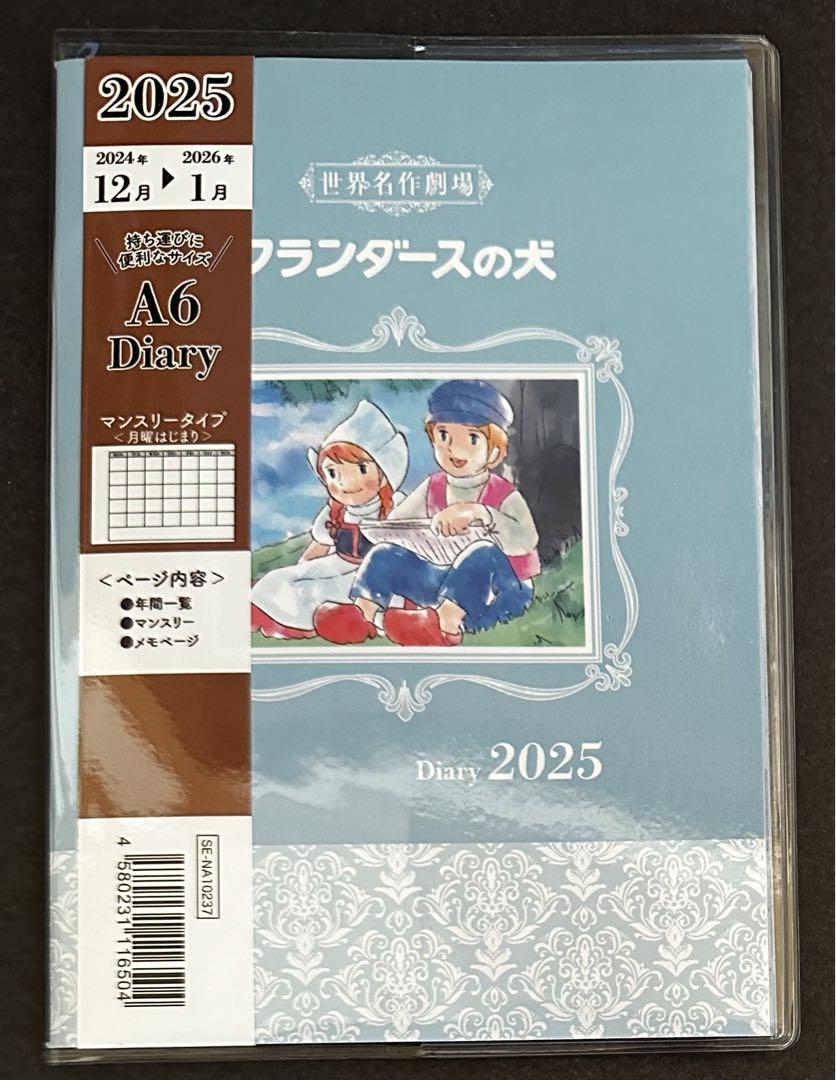 2025
2024年 12月 ▶ 2026年 1月
持ち運びに
便利なサイズ
A6
Diary
マンスリータイプ
<月曜はじまり>
<ページ内容>
●年間一覧
●マンスリー
●メモページ
SE-NA10237
4 580231 116504
世界名作劇場
フランダースの犬
Diary 2025